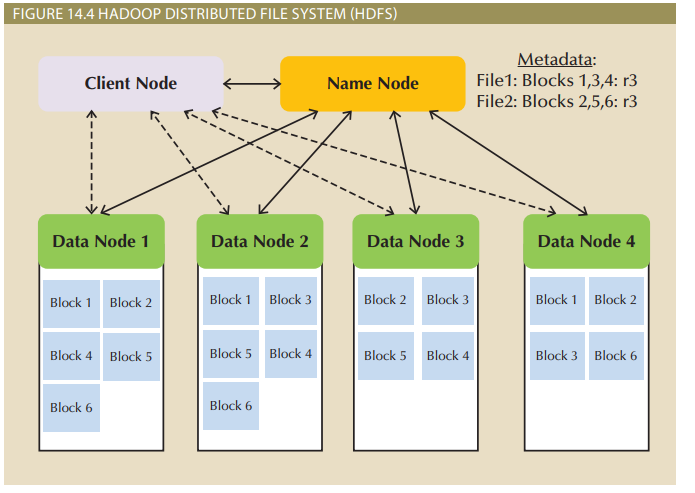 FIGURE 14.4 HADOOP DISTRIBUTED FILE SYSTEM (HDFS)
Client Node
Name Node
Metadata:
File1: Blocks 1,3,4: r3
File2: Blocks 2,5,6: r3
Data Node 1
Data Node 2
Data Node 3
Data Node 4
Block 1 Block 2
Block 4 Block 5
Block 6
Block 1 Block 3
Block 5 Block 4
Block 6
Block 2 Block 3
Block 5 Block 4
Block 1 Block 2
Block 3 Block 6